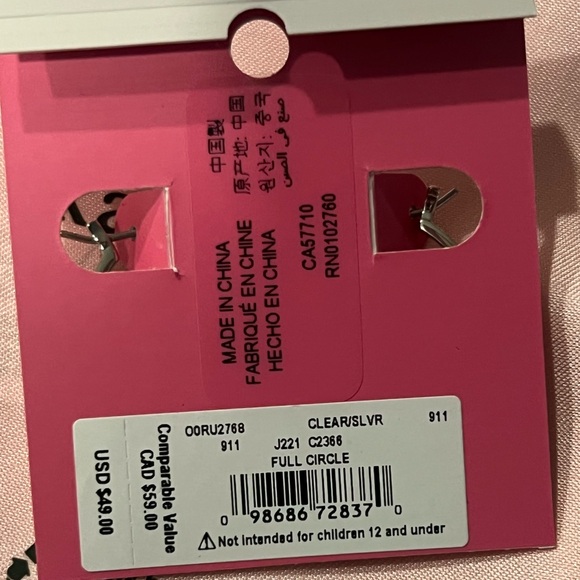 中国製
原产地: 中国
원산지: 중국
صنع في الصين
MADE IN CHINA
FABRIQUÉ EN CHINE
HECHO EN CHINA
CA57710
RN0102760
O0RU2768 CLEAR/SLVR 911
911 J221 C2366
FULL CIRCLE
0 98686 72837 0
Not intended for children 12 and under
Comparable Value
CAD $59.00
USD $49.00